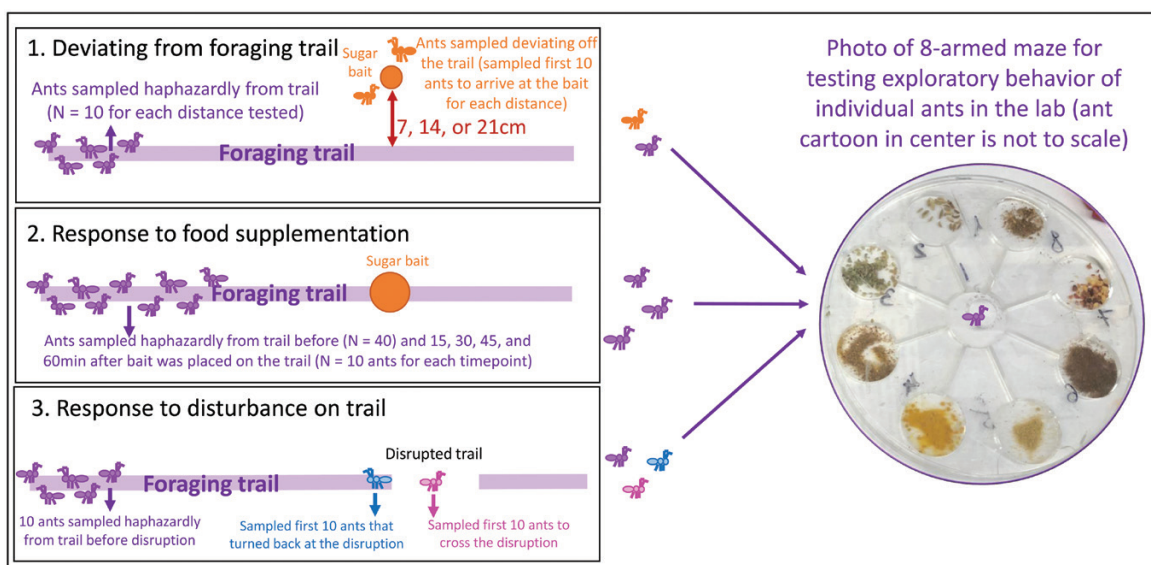 1. Deviating from foraging trail
Ants sampled haphazardly from trail
(N = 10 for each distance tested)
Sugar
bait
Ants sampled deviating off
the trail (sampled first 10
ants to arrive at the bait
for each distance)
7, 14, or 21cm
Foraging trail
2. Response to food supplementation
Sugar bait
Foraging trail
Ants sampled haphazardly from trail before (N = 40) and 15, 30, 45, and
60min after bait was placed on the trail (N = 10 ants for each timepoint)
3. Response to disturbance on trail
Disrupted trail
Foraging trail
10 ants sampled haphazardly
from trail before disruption
Sampled first 10 ants that
turned back at the disruption
Sampled first 10 ants to
cross the disruption
Photo of 8-armed maze for
testing exploratory behavior of
individual ants in the lab (ant
cartoon in center is not to scale)
1
8
2
1
3